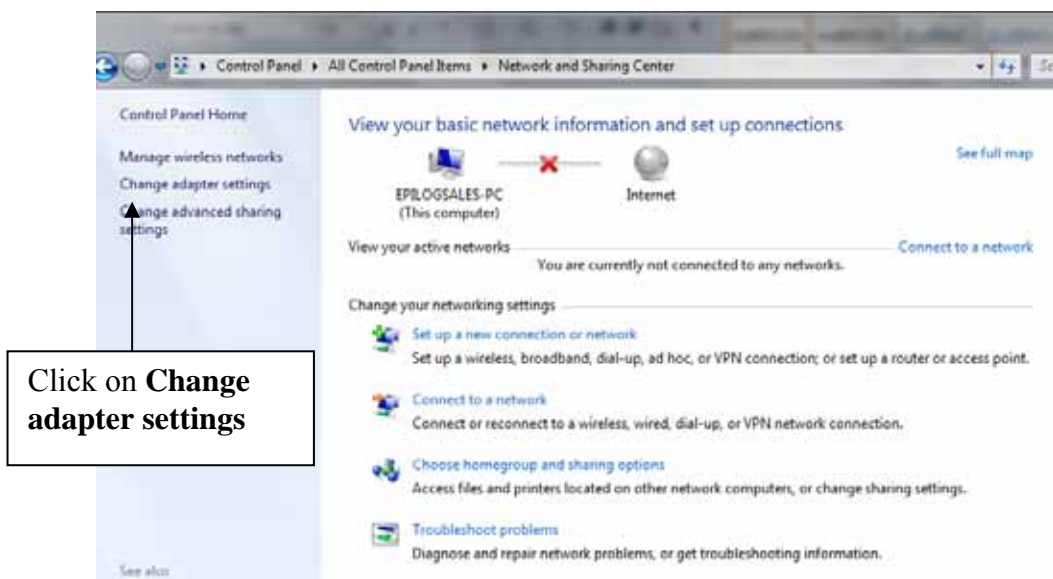 Control Panel ▸ All Control Panel Items ▸ Network and Sharing Center
Control Panel Home
Manage wireless networks
Change adapter settings
Change advanced sharing
settings
See also
Click on Change
adapter settings
View your basic network information and set up connections
See full map
EPILOGSALES-PC
(This computer)
Internet
View your active networks
Connect to a network
You are currently not connected to any networks.
Change your networking settings
Set up a new connection or network
Set up a wireless, broadband, dial-up, ad hoc, or VPN connection; or set up a router or access point.
Connect to a network
Connect or reconnect to a wireless, wired, dial-up, or VPN network connection.
Choose homegroup and sharing options
Access files and printers located on other network computers, or change sharing settings.
Troubleshoot problems
Diagnose and repair network problems, or get troubleshooting information.